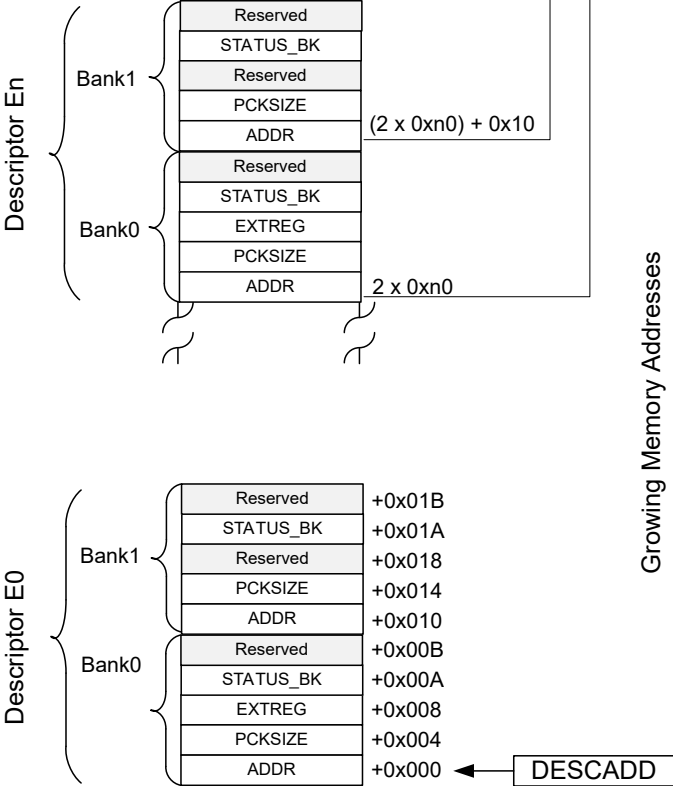 Descriptor En
Bank1
Reserved
STATUS_BK
Reserved
PCKSIZE
ADDR (2 x 0xn0) + 0x10
Bank0
Reserved
STATUS_BK
EXTREG
PCKSIZE
ADDR 2 x 0xn0
Growing Memory Addresses
Descriptor E0
Bank1
Reserved +0x01B
STATUS_BK +0x01A
Reserved +0x018
PCKSIZE +0x014
ADDR +0x010
Bank0
Reserved +0x00B
STATUS_BK +0x00A
EXTREG +0x008
PCKSIZE +0x004
ADDR +0x000 DESCADD